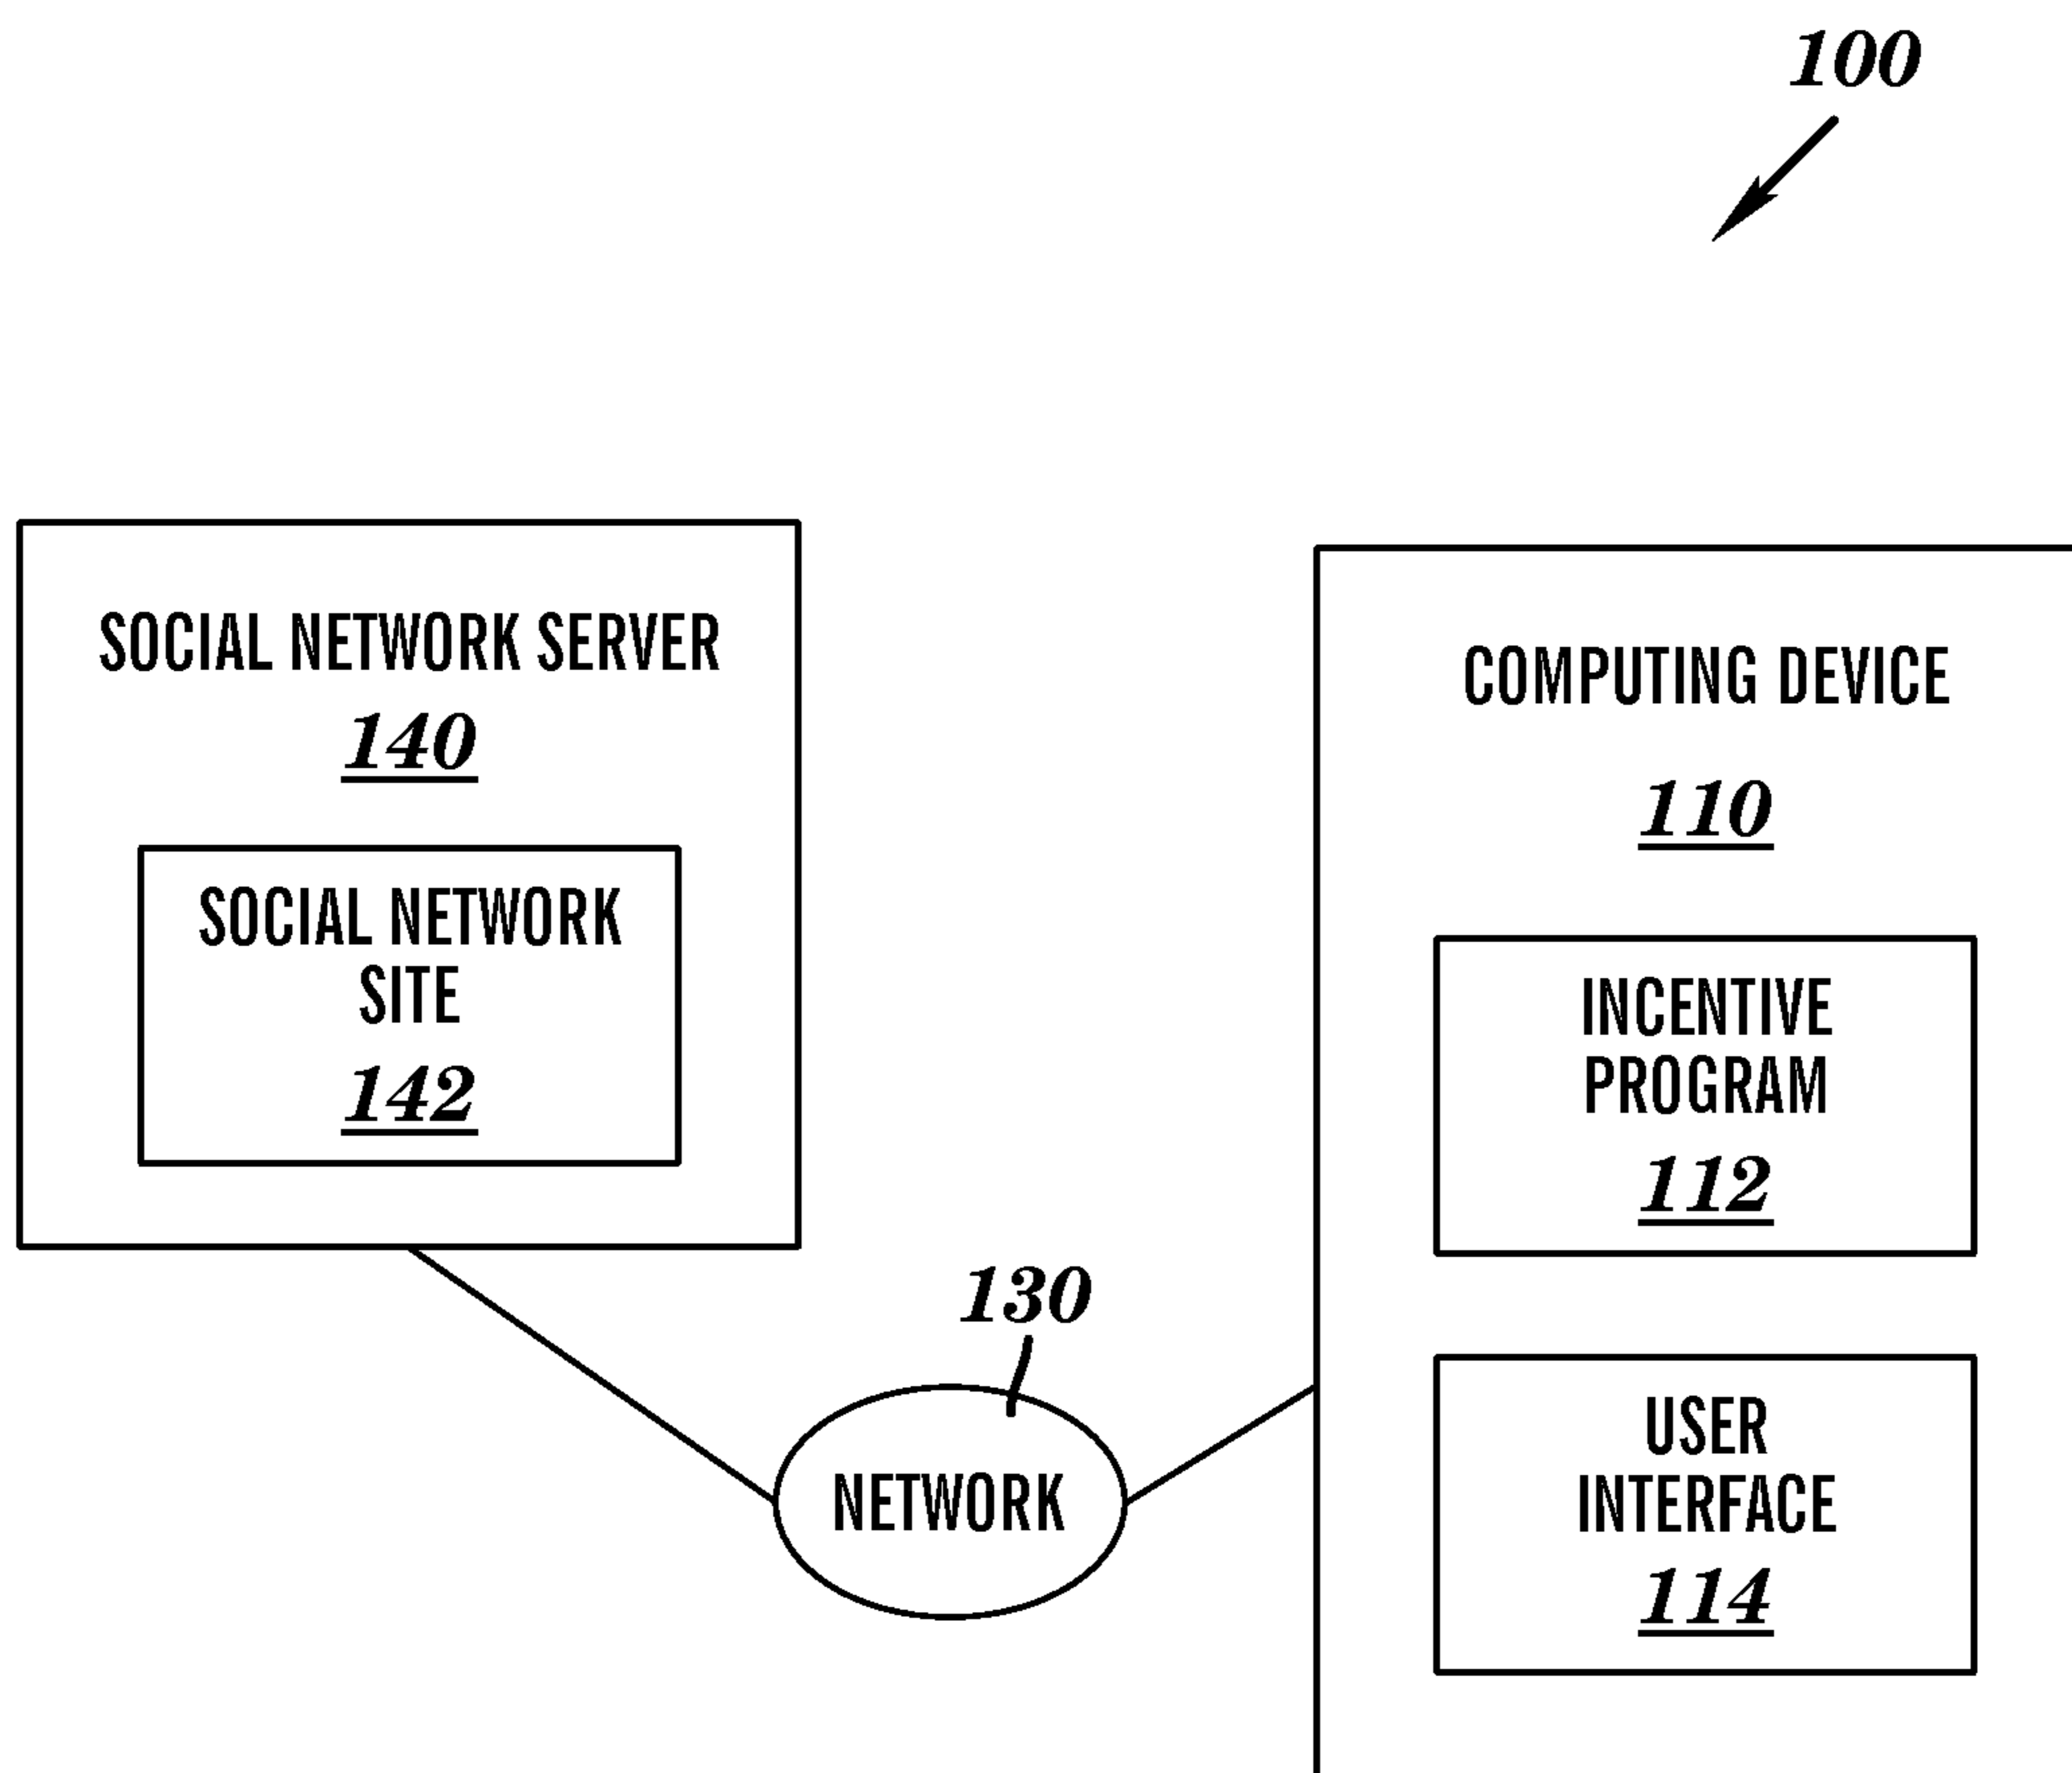 100
SOCIAL NETWORK SERVER
140
SOCIAL NETWORK
SITE
142
COMPUTING DEVICE
110
INCENTIVE
PROGRAM
112
USER
INTERFACE
114
130
NETWORK